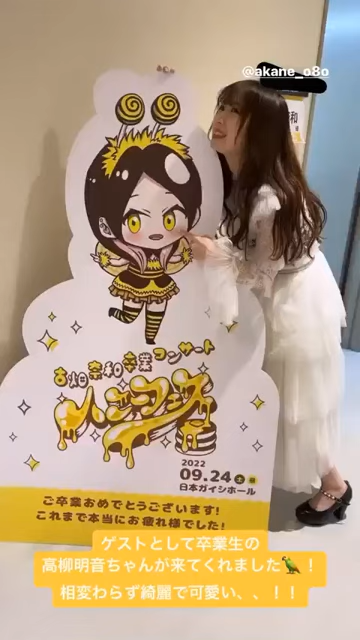 @akane_o8o
和
古畑奈和卒業コンサート
ハニーフェス
2022
09.24 土祝
日本ガイシホール
ご卒業おめでとうございます!
これまで本当にお疲れ様でした!
ゲストとして卒業生の
高柳明音ちゃんが来てくれました🦜！
相変わらず綺麗で可愛い、、！！